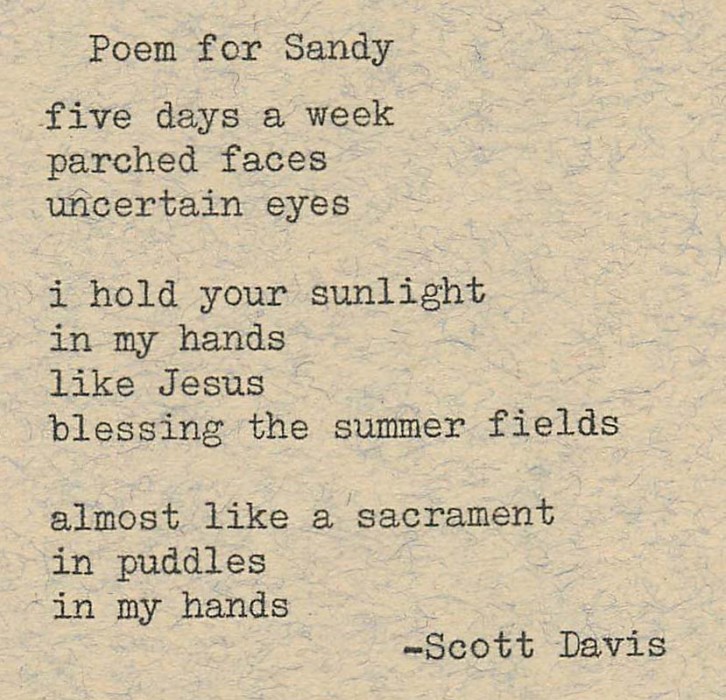 Poem for Sandy
five days a week
parched faces
uncertain eyes
i hold your sunlight
in my hands
like Jesus
blessing the summer fields
almost like a sacrament
in puddles
in my hands
-Scott Davis